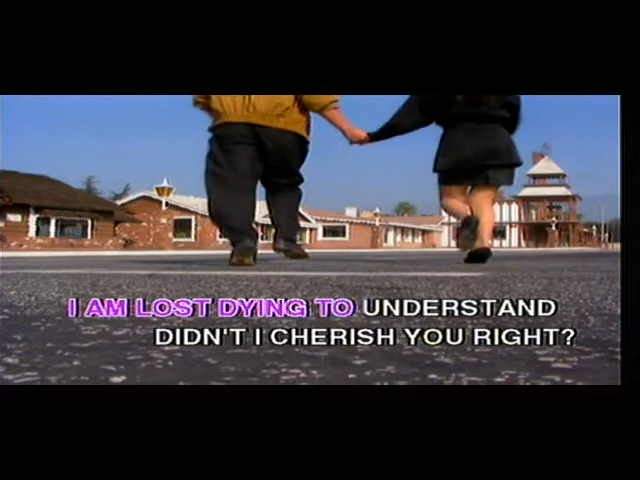 I AM LOST DYING TO UNDERSTAND
DIDN'T I CHERISH YOU RIGHT?